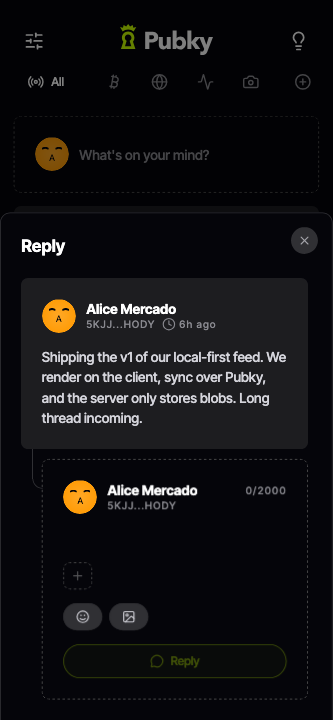 Pubky
All
What's on your mind?
Reply
Alice Mercado
5KJJ...HODY 6h ago
Shipping the v1 of our local-first feed. We
render on the client, sync over Pubky,
and the server only stores blobs. Long
thread incoming.
Alice Mercado 0/2000
5KJJ...HODY
Reply